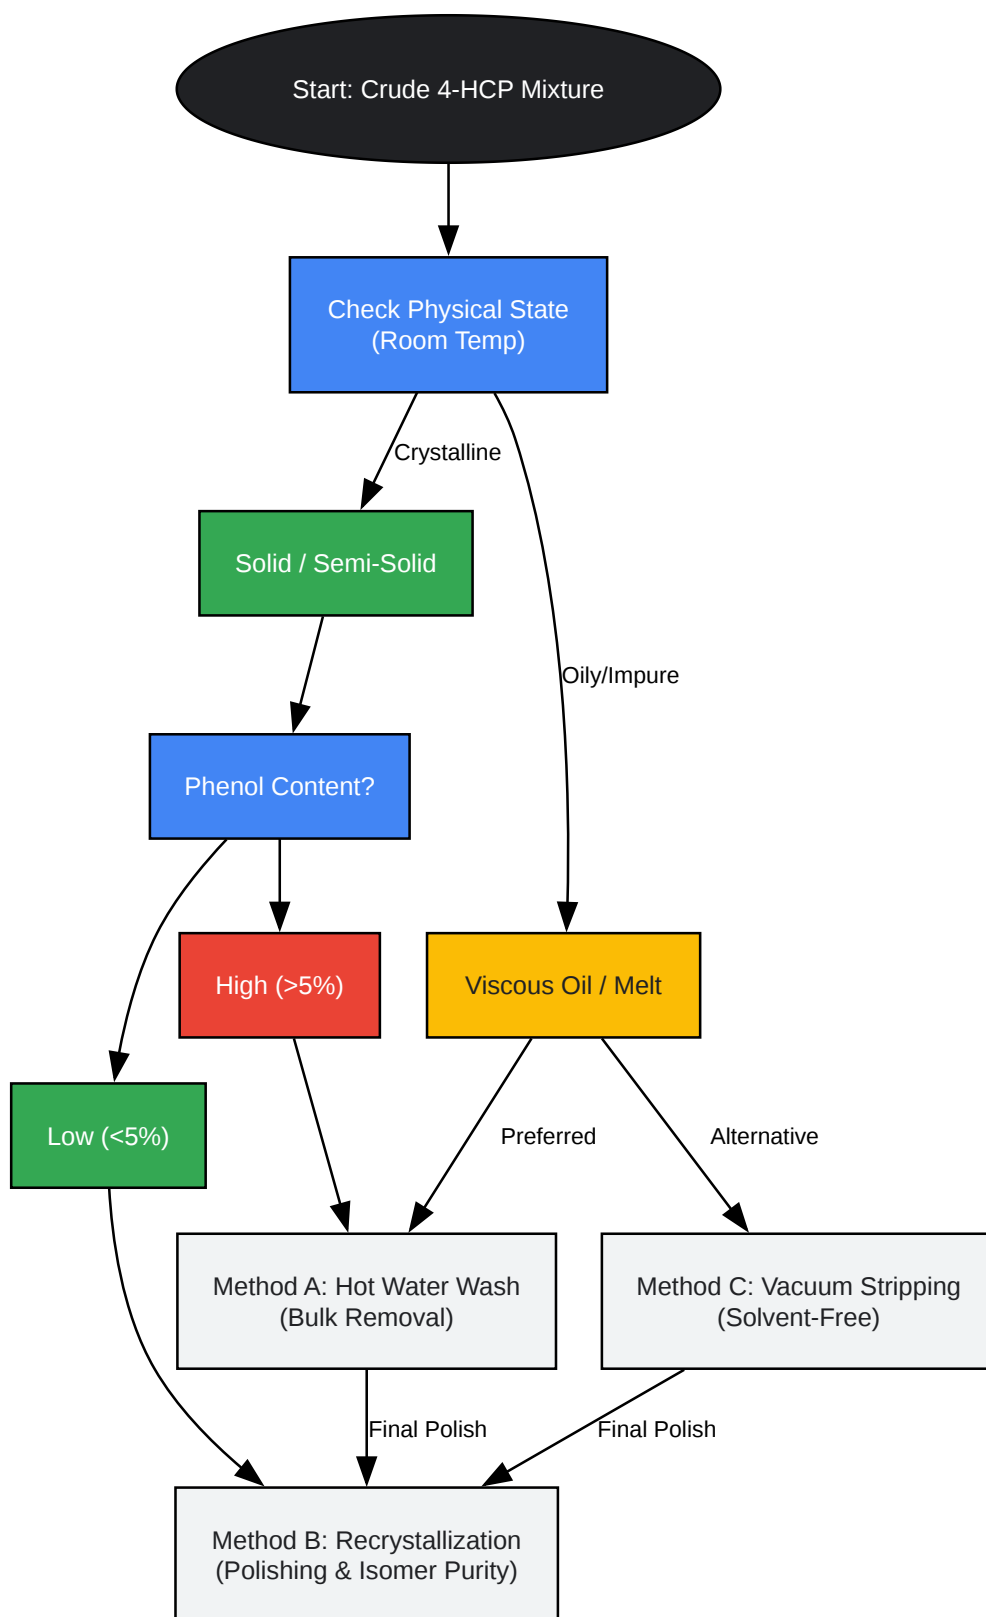 Start: Crude 4-HCP Mixture
Check Physical State
(Room Temp)
Crystalline
Solid / Semi-Solid
Oily/Impure
Phenol Content?
High (>5%)
Viscous Oil / Melt
Low (<5%)
Preferred
Alternative
Method A: Hot Water Wash
(Bulk Removal)
Method C: Vacuum Stripping
(Solvent-Free)
Final Polish
Final Polish
Method B: Recrystallization
(Polishing & Isomer Purity)